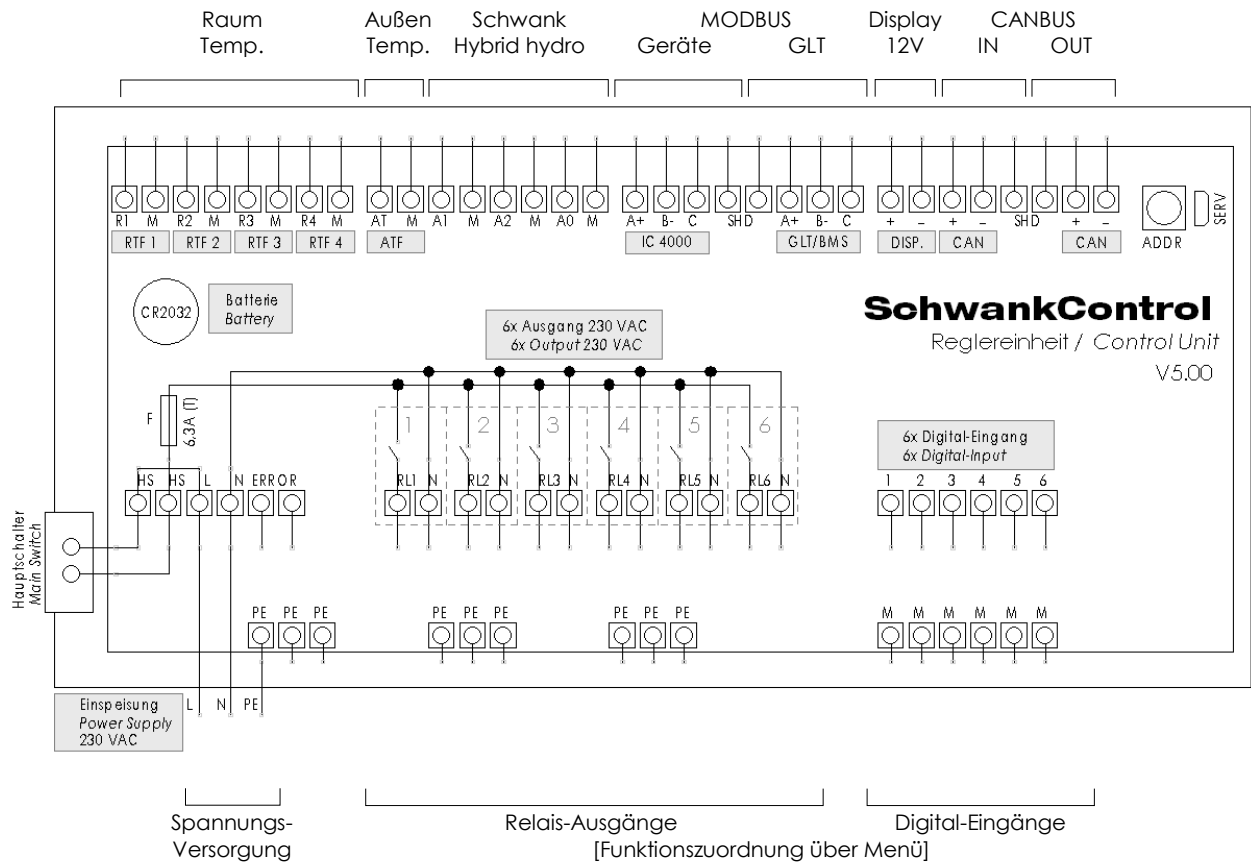 Raum Außen Schwank MODBUS Display CANBUS
Temp. Temp. Hybrid hydro Geräte GLT 12V IN OUT
R1 M R2 M R3 M R4 M AT M A1 M A2 M A0 M A+ B- C SHD A+ B- C + – + – SHD + –
RTF 1 RTF 2 RTF 3 RTF 4 ATF IC 4000 GLT/BMS DISP. CAN CAN ADDR
SERV
CR2032
Batterie
Battery
6x Ausgang 230 VAC
6x Output 230 VAC
SchwankControl
Reglereinheit / Control Unit
V5.00
F
6,3A (T)
1 2 3 4 5 6
6x Digital-Eingang
6x Digital-Input
HS HS L N ERROR RL1 N RL2 N RL3 N RL4 N RL5 N RL6 N 1 2 3 4 5 6
Hauptschalter
Main Switch
PE PE PE PE PE PE PE PE PE M M M M M M
Einspeisung
Power Supply
230 VAC
L N PE
Spannungs-
Versorgung
Relais-Ausgänge
[Funktionszuordnung über Menü]
Digital-Eingänge